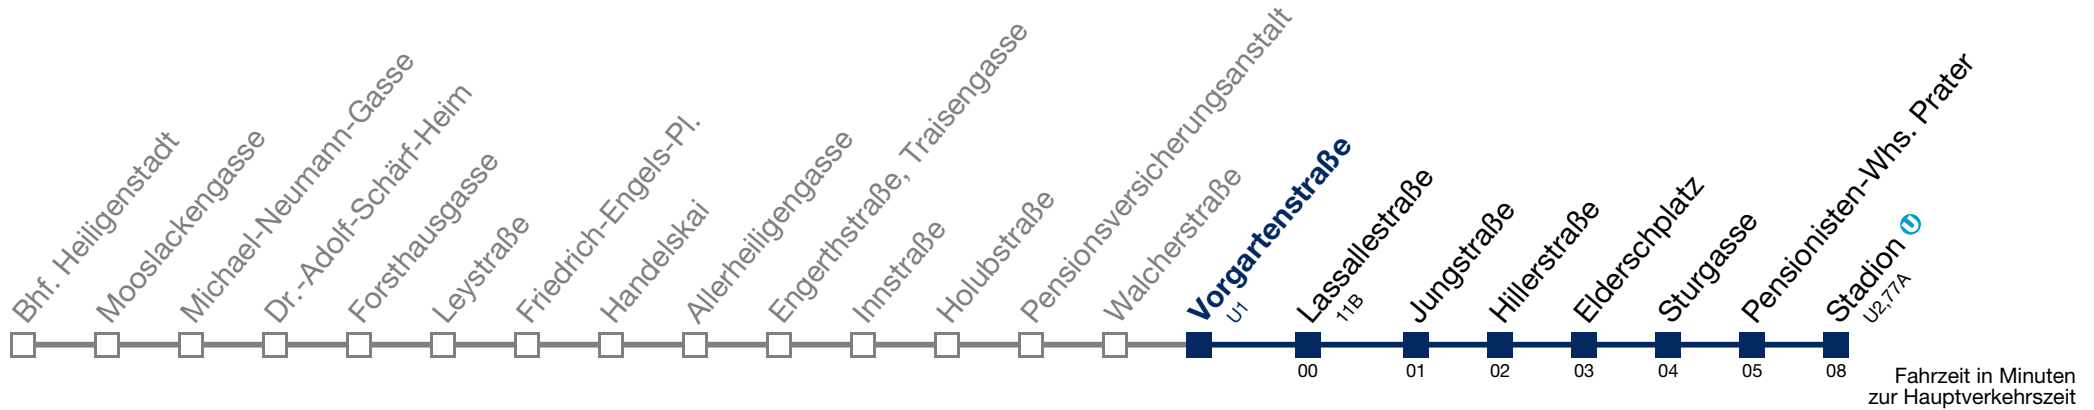 Bhf. Heiligenstadt
Mooslackengasse
Michael-Neumann-Gasse
Dr.-Adolf-Schärf-Heim
Forsthausgasse
Leystraße
Friedrich-Engels-Pl.
Handelskai
Allerheiligengasse
Engerthstraße, Traisengasse
Innstraße
Holubstraße
Pensionsversicherungsanstalt
Walcherstraße
Vorgartenstraße
U1
Lassallestraße
11B
Jungstraße
Hillerstraße
Elderschplatz
Sturgasse
Pensionisten-Whs. Prater
Stadion U
U2,77A
00 01 02 03 04 05 08
Fahrzeit in Minuten
zur Hauptverkehrszeit